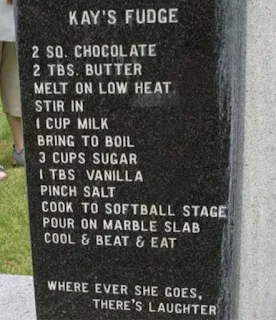 KAY'S FUDGE
2 SQ. CHOCOLATE
2 TBS. BUTTER
MELT ON LOW HEAT
STIR IN
1 CUP MILK
BRING TO BOIL
3 CUPS SUGAR
1 TBS VANILLA
PINCH SALT
COOK TO SOFTBALL STAGE
POUR ON MARBLE SLAB
COOL & BEAT & EAT
WHERE EVER SHE GOES,
THERE'S LAUGHTER